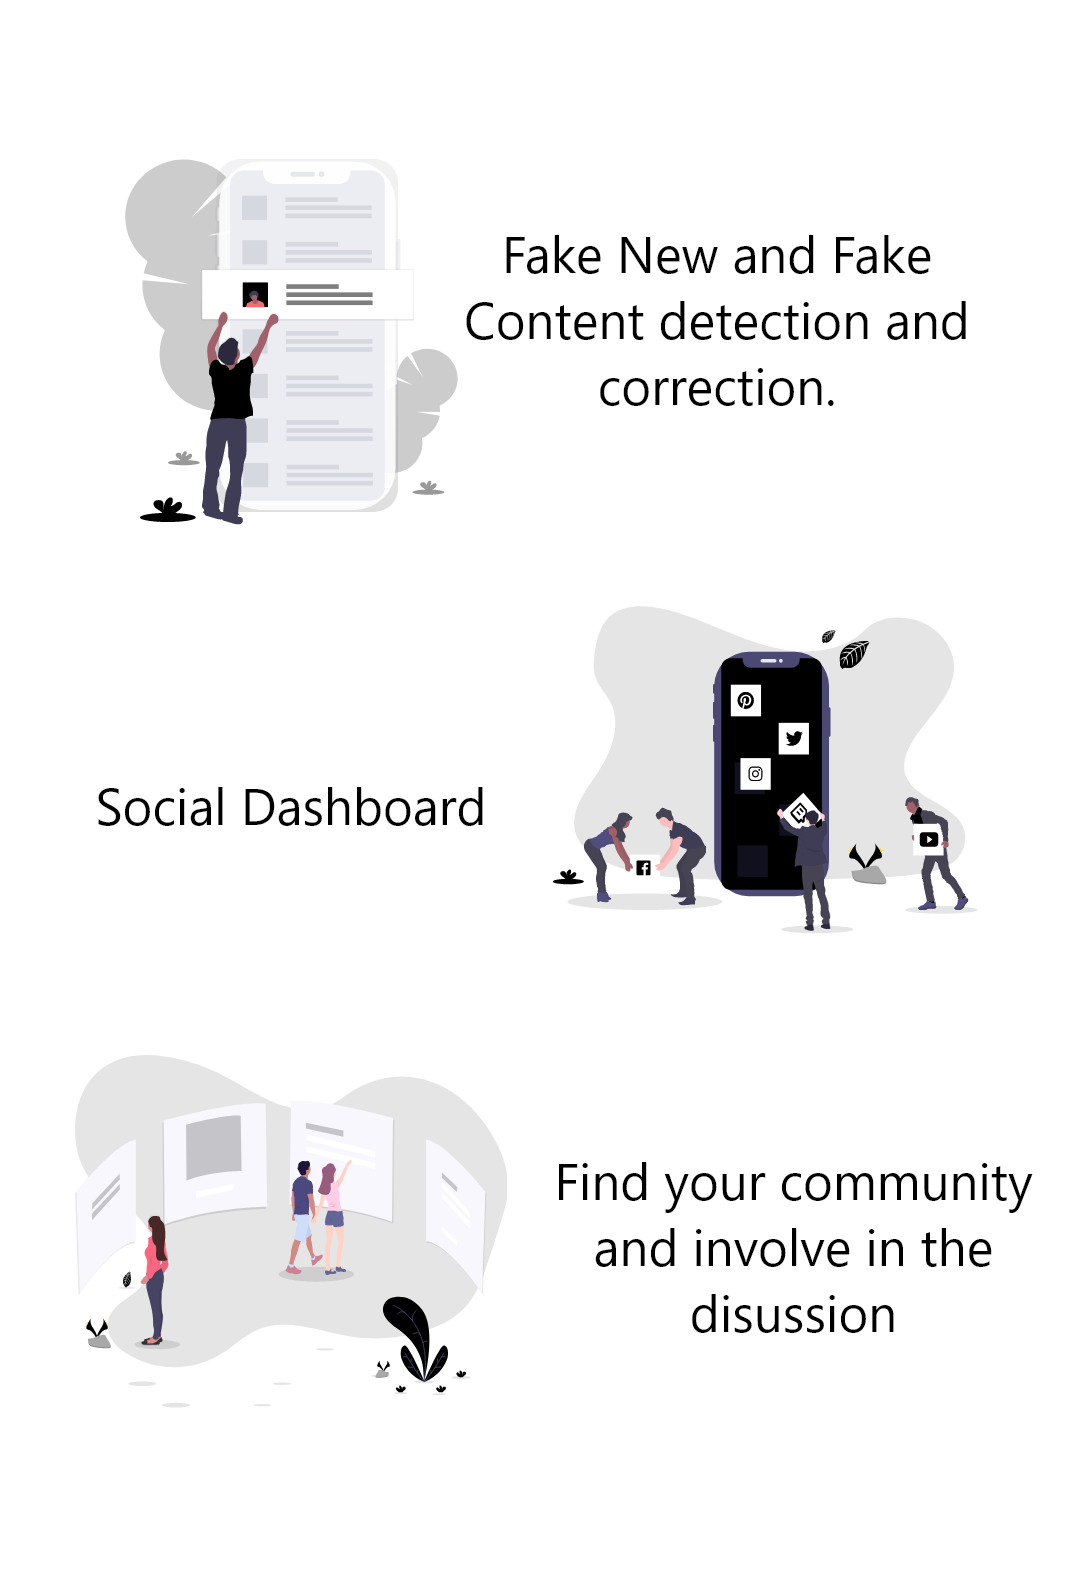 Fake New and Fake
Content detection and
correction.
Social Dashboard
Find your community
and involve in the
disussion